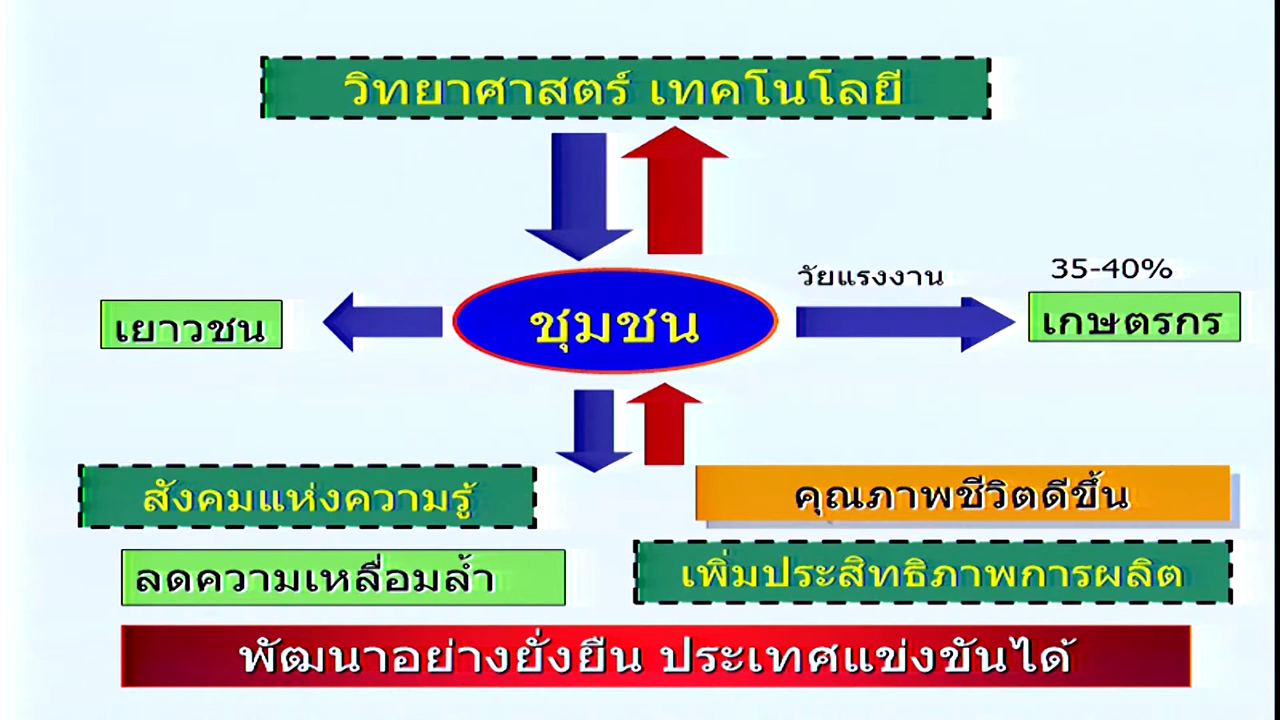 วิทยาศาสตร์ เทคโนโลยี
วัยแรงงาน
35-40%
เยาวชน
ชุมชน
เกษตรกร
สังคมแห่งความรู้
คุณภาพชีวิตดีขึ้น
ลดความเหลื่อมล้ำ
เพิ่มประสิทธิภาพการผลิต
พัฒนาอย่างยั่งยืน ประเทศแข่งขันได้